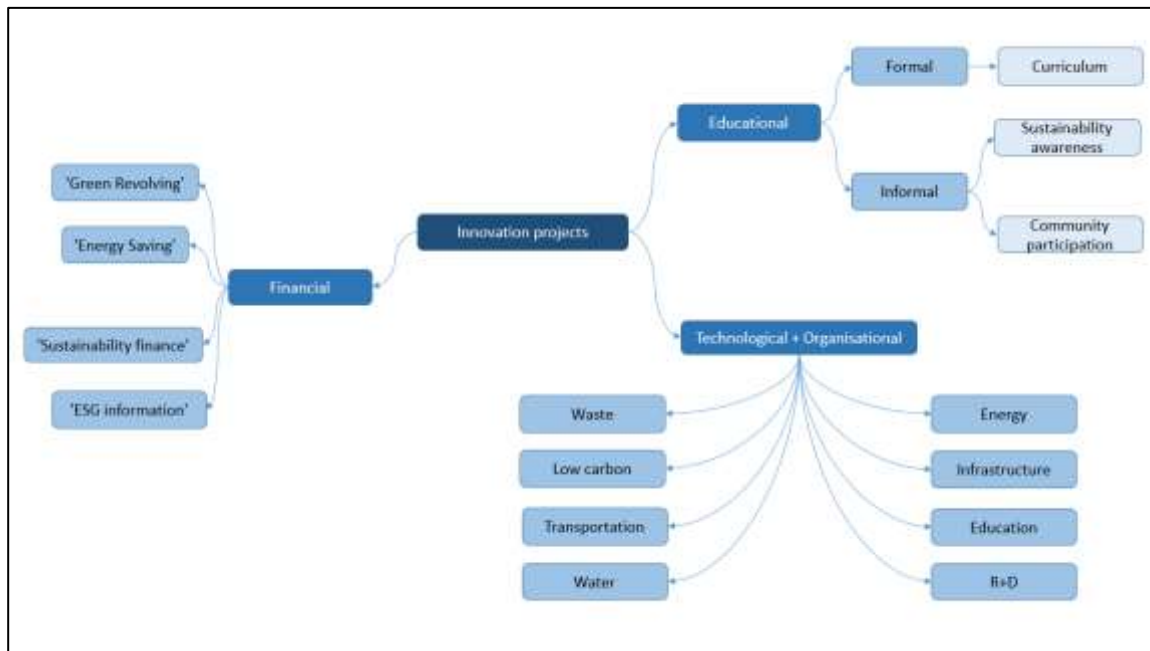 Formal
Curriculum
Educational
Sustainability
awareness
Informal
Community
participation
'Green Revolving'
'Energy Saving'
Innovation projects
Financial
'Sustainability finance'
'ESG information'
Technological + Organisational
Waste
Energy
Low carbon
Infrastructure
Transportation
Education
Water
R+D